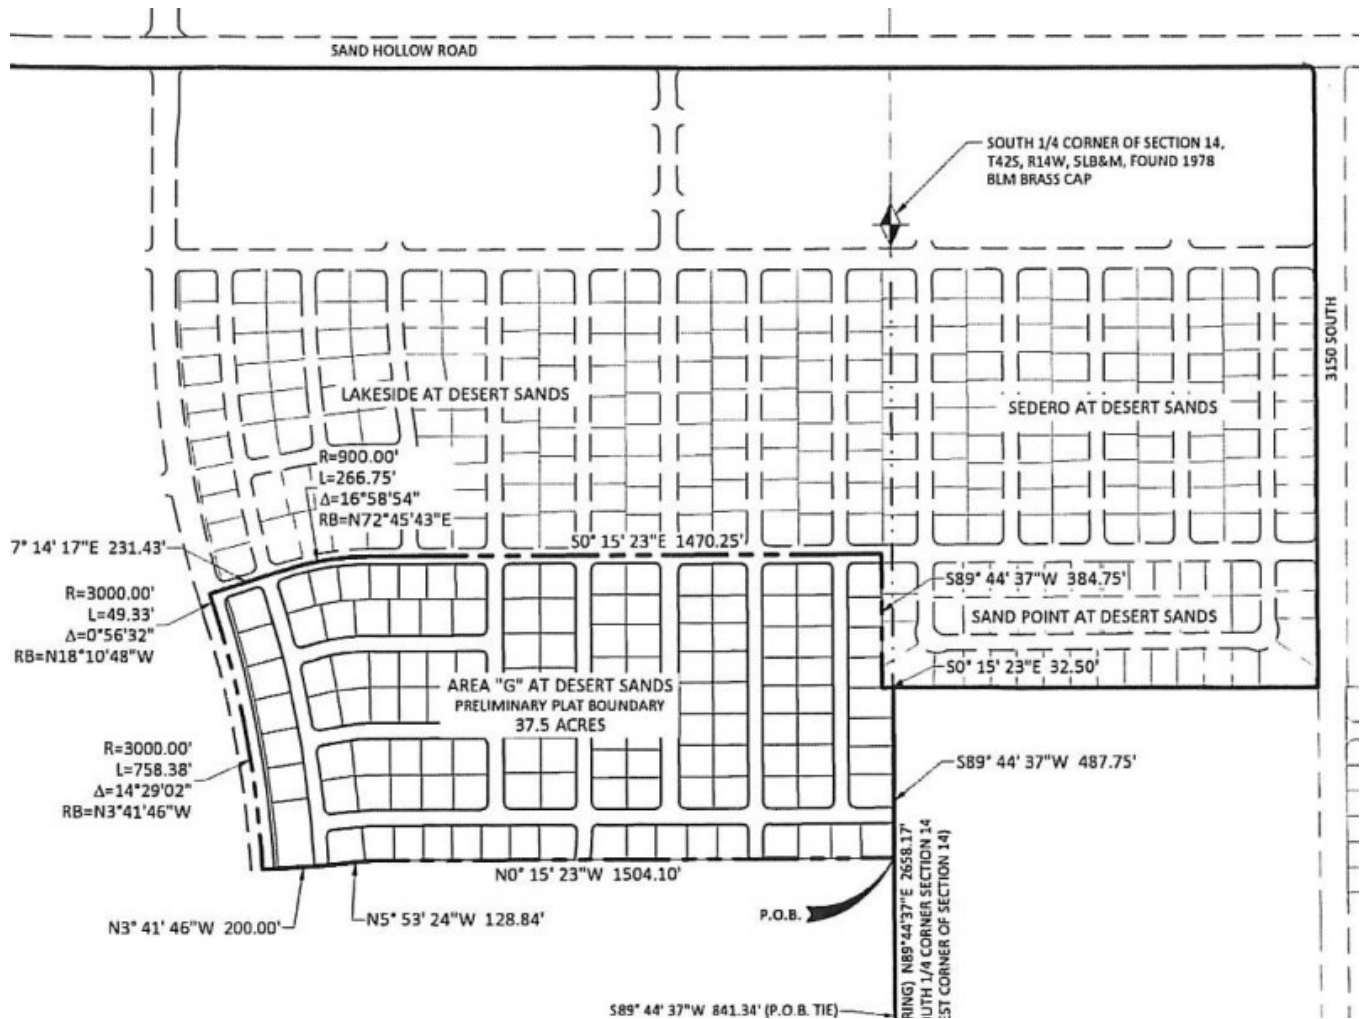 SAND HOLLOW ROAD
SOUTH 1/4 CORNER OF SECTION 14,
T42S, R14W, SLB&M, FOUND 1978
BLM BRASS CAP
3150 SOUTH
LAKESIDE AT DESERT SANDS
SEDERO AT DESERT SANDS
R=900.00'
L=266.75'
Δ=16°58'54"
RB=N72°45'43"E
7° 14' 17"E 231.43'
S0° 15' 23"E 1470.25'
R=3000.00'
L=49.33'
Δ=0°56'32"
RB=N18°10'48"W
S89° 44' 37"W 384.75'
SAND POINT AT DESERT SANDS
S0° 15' 23"E 32.50'
AREA "G" AT DESERT SANDS
PRELIMINARY PLAT BOUNDARY
37.5 ACRES
R=3000.00'
L=758.38'
Δ=14°29'02"
RB=N3°41'46"W
S89° 44' 37"W 487.75'
N0° 15' 23"W 1504.10'
N3° 41' 46"W 200.00'
N5° 53' 24"W 128.84'
P.O.B.
RING) N89°44'37"E 2658.17'
OUTH 1/4 CORNER SECTION 14
EST CORNER OF SECTION 14)
S89° 44' 37"W 841.34' (P.O.B. TIE)